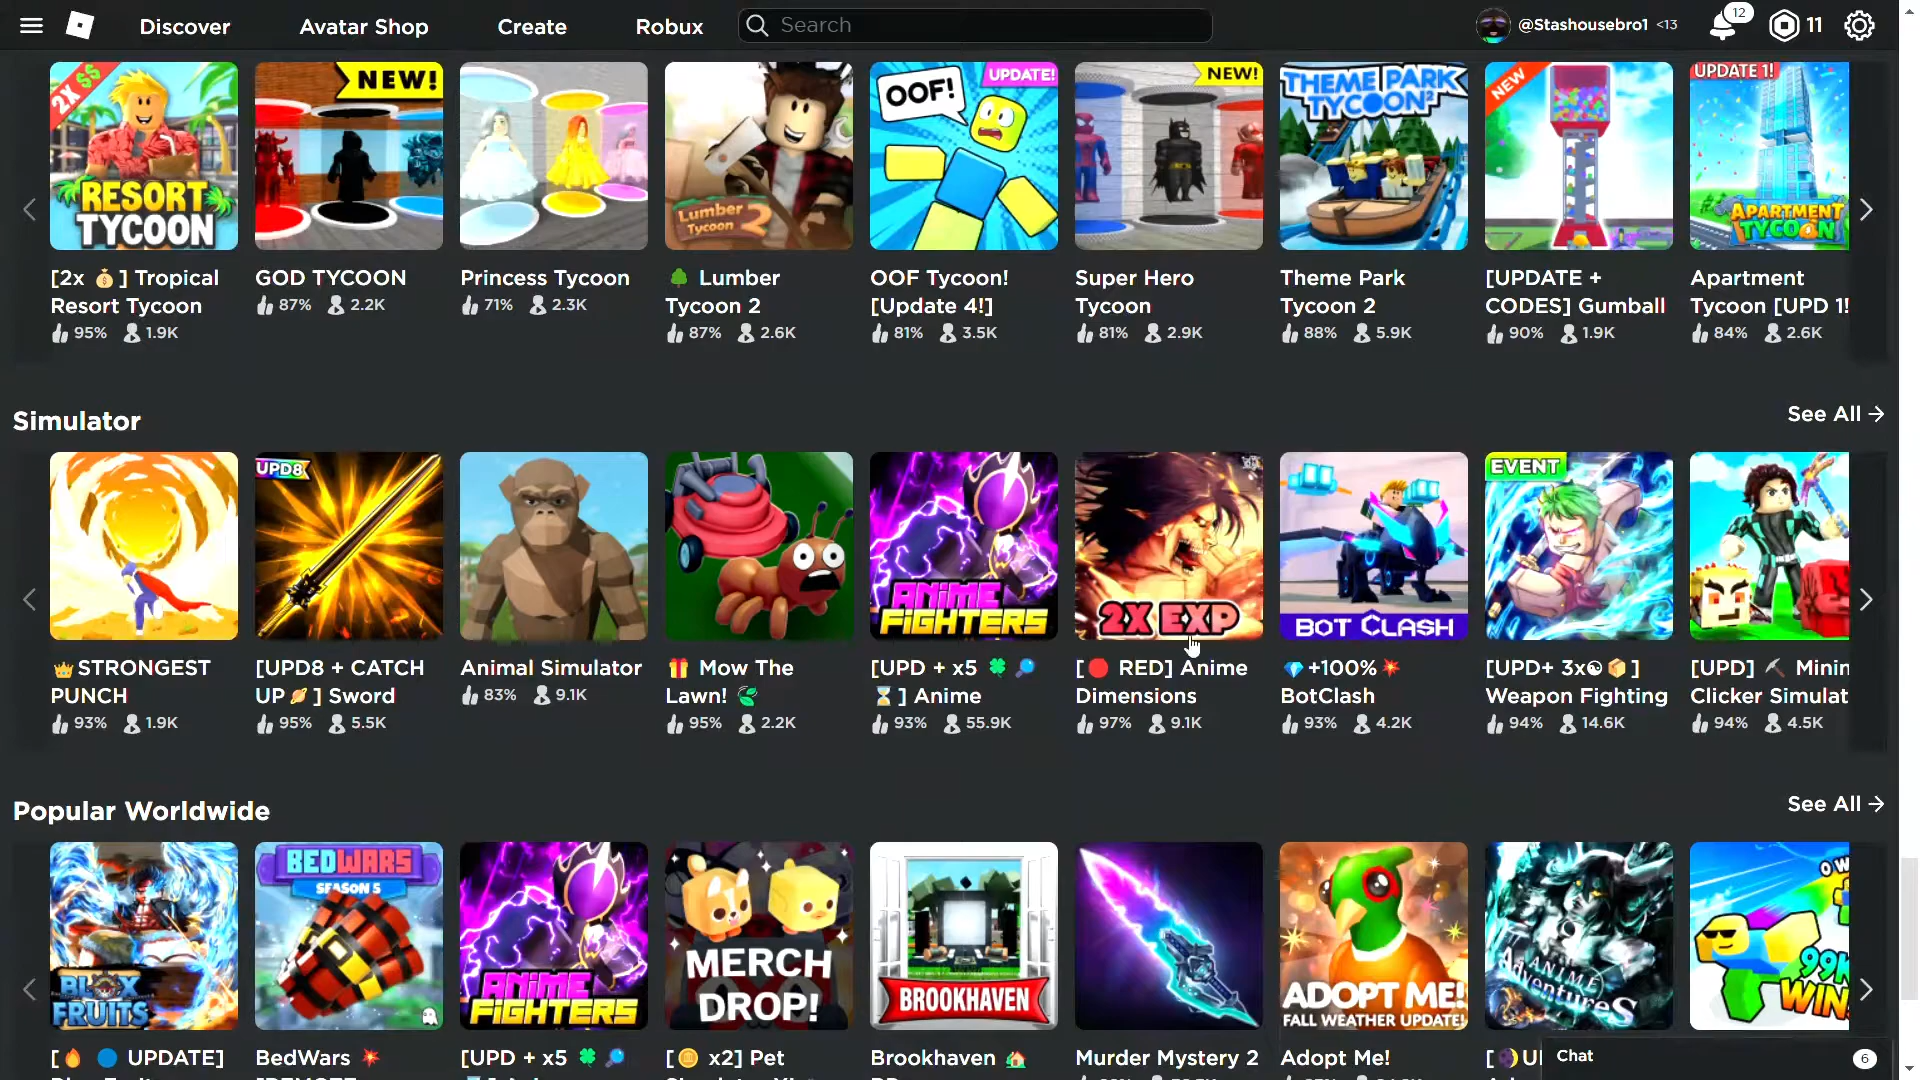 Discover
Avatar Shop
Create
Robux
Search
@Stashousebro1 <13
12
11
2X $$
RESORT
TYCOON
NEW!
Lumber
Tycoon 2
OOF!
UPDATE!
NEW!
THEME PARK
TYCOON 2
NEW
UPDATE 1!
APARTMENT
TYCOON
[2x 💰] Tropical
Resort Tycoon
95% 1.9K
GOD TYCOON
87% 2.2K
Princess Tycoon
71% 2.3K
🌳 Lumber
Tycoon 2
87% 2.6K
OOF Tycoon!
[Update 4!]
81% 3.5K
Super Hero
Tycoon
81% 2.9K
Theme Park
Tycoon 2
88% 5.9K
[UPDATE +
CODES] Gumball
90% 1.9K
Apartment
Tycoon [UPD 1!
84% 2.6K
Simulator
See All →
UPD8
ANIME
FIGHTERS
2X EXP
BOT CLASH
EVENT
👑STRONGEST
PUNCH
93% 1.9K
[UPD8 + CATCH
UP🪐] Sword
95% 5.5K
Animal Simulator
83% 9.1K
🎁 Mow The
Lawn! 🌿
95% 2.2K
[UPD + x5 🍀 🔎
⌛] Anime
93% 55.9K
[🔴 RED] Anime
Dimensions
97% 9.1K
💎+100%💥
BotClash
93% 4.2K
[UPD+ 3x☯📦]
Weapon Fighting
94% 14.6K
[UPD] ⛏ Minin
Clicker Simulat
94% 4.5K
Popular Worldwide
See All →
BLOX
FRUITS
BEDWARS
SEASON 5
ANIME
FIGHTERS
MERCH
DROP!
BROOKHAVEN
ADOPT ME!
FALL WEATHER UPDATE!
ANIME
AdventureS
0 W
99K
WIN
[🔥 🔵 UPDATE]
BedWars 💥
[UPD + x5 🍀 🔎
[🪙 x2] Pet
Brookhaven 🏠
Murder Mystery 2
Adopt Me!
[🌘UI
Chat
6